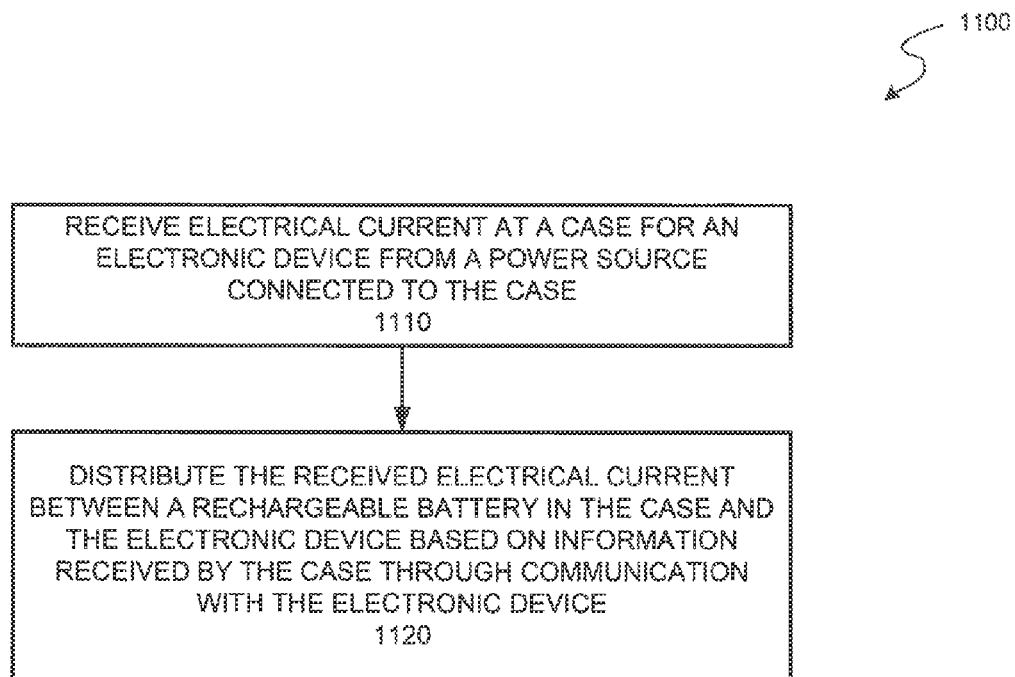 1100
RECEIVE ELECTRICAL CURRENT AT A CASE FOR AN
ELECTRONIC DEVICE FROM A POWER SOURCE
CONNECTED TO THE CASE
1110
DISTRIBUTE THE RECEIVED ELECTRICAL CURRENT
BETWEEN A RECHARGEABLE BATTERY IN THE CASE AND
THE ELECTRONIC DEVICE BASED ON INFORMATION
RECEIVED BY THE CASE THROUGH COMMUNICATION
WITH THE ELECTRONIC DEVICE
1120